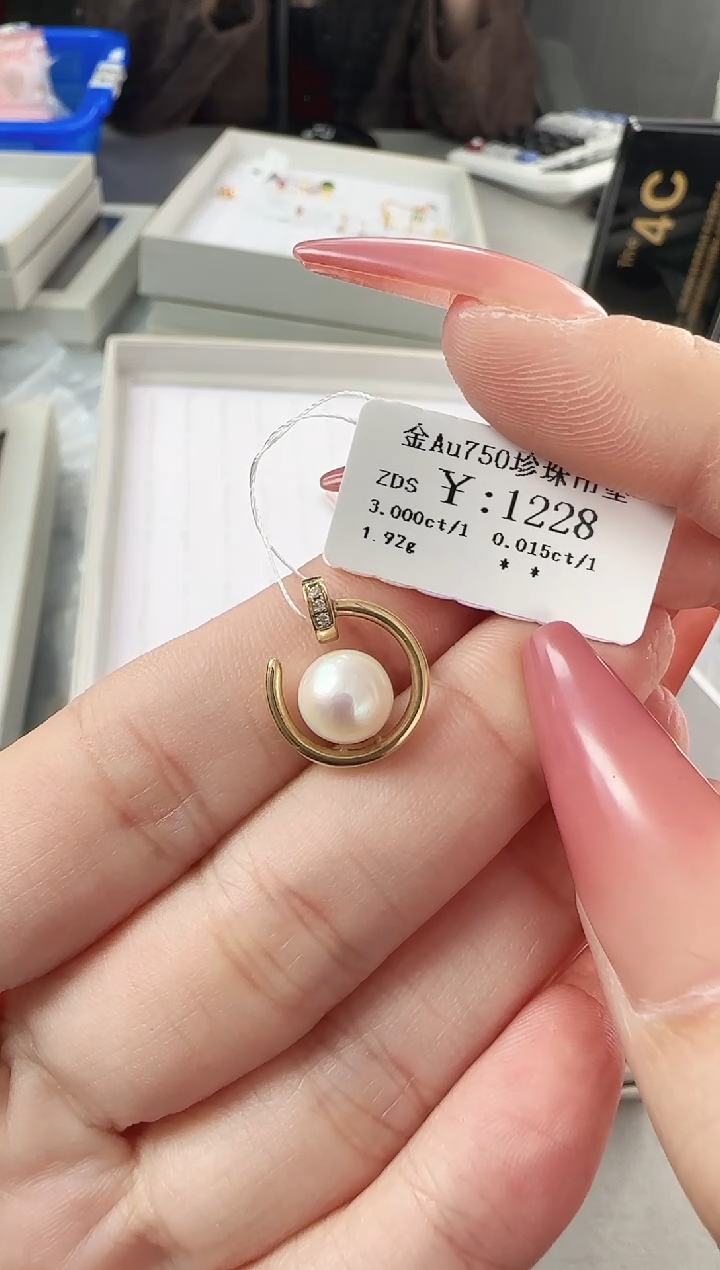 金Au750珍珠吊坠
ZDS ¥:1228
3.000ct/1 0.015ct/1
1.92g **
The 4C